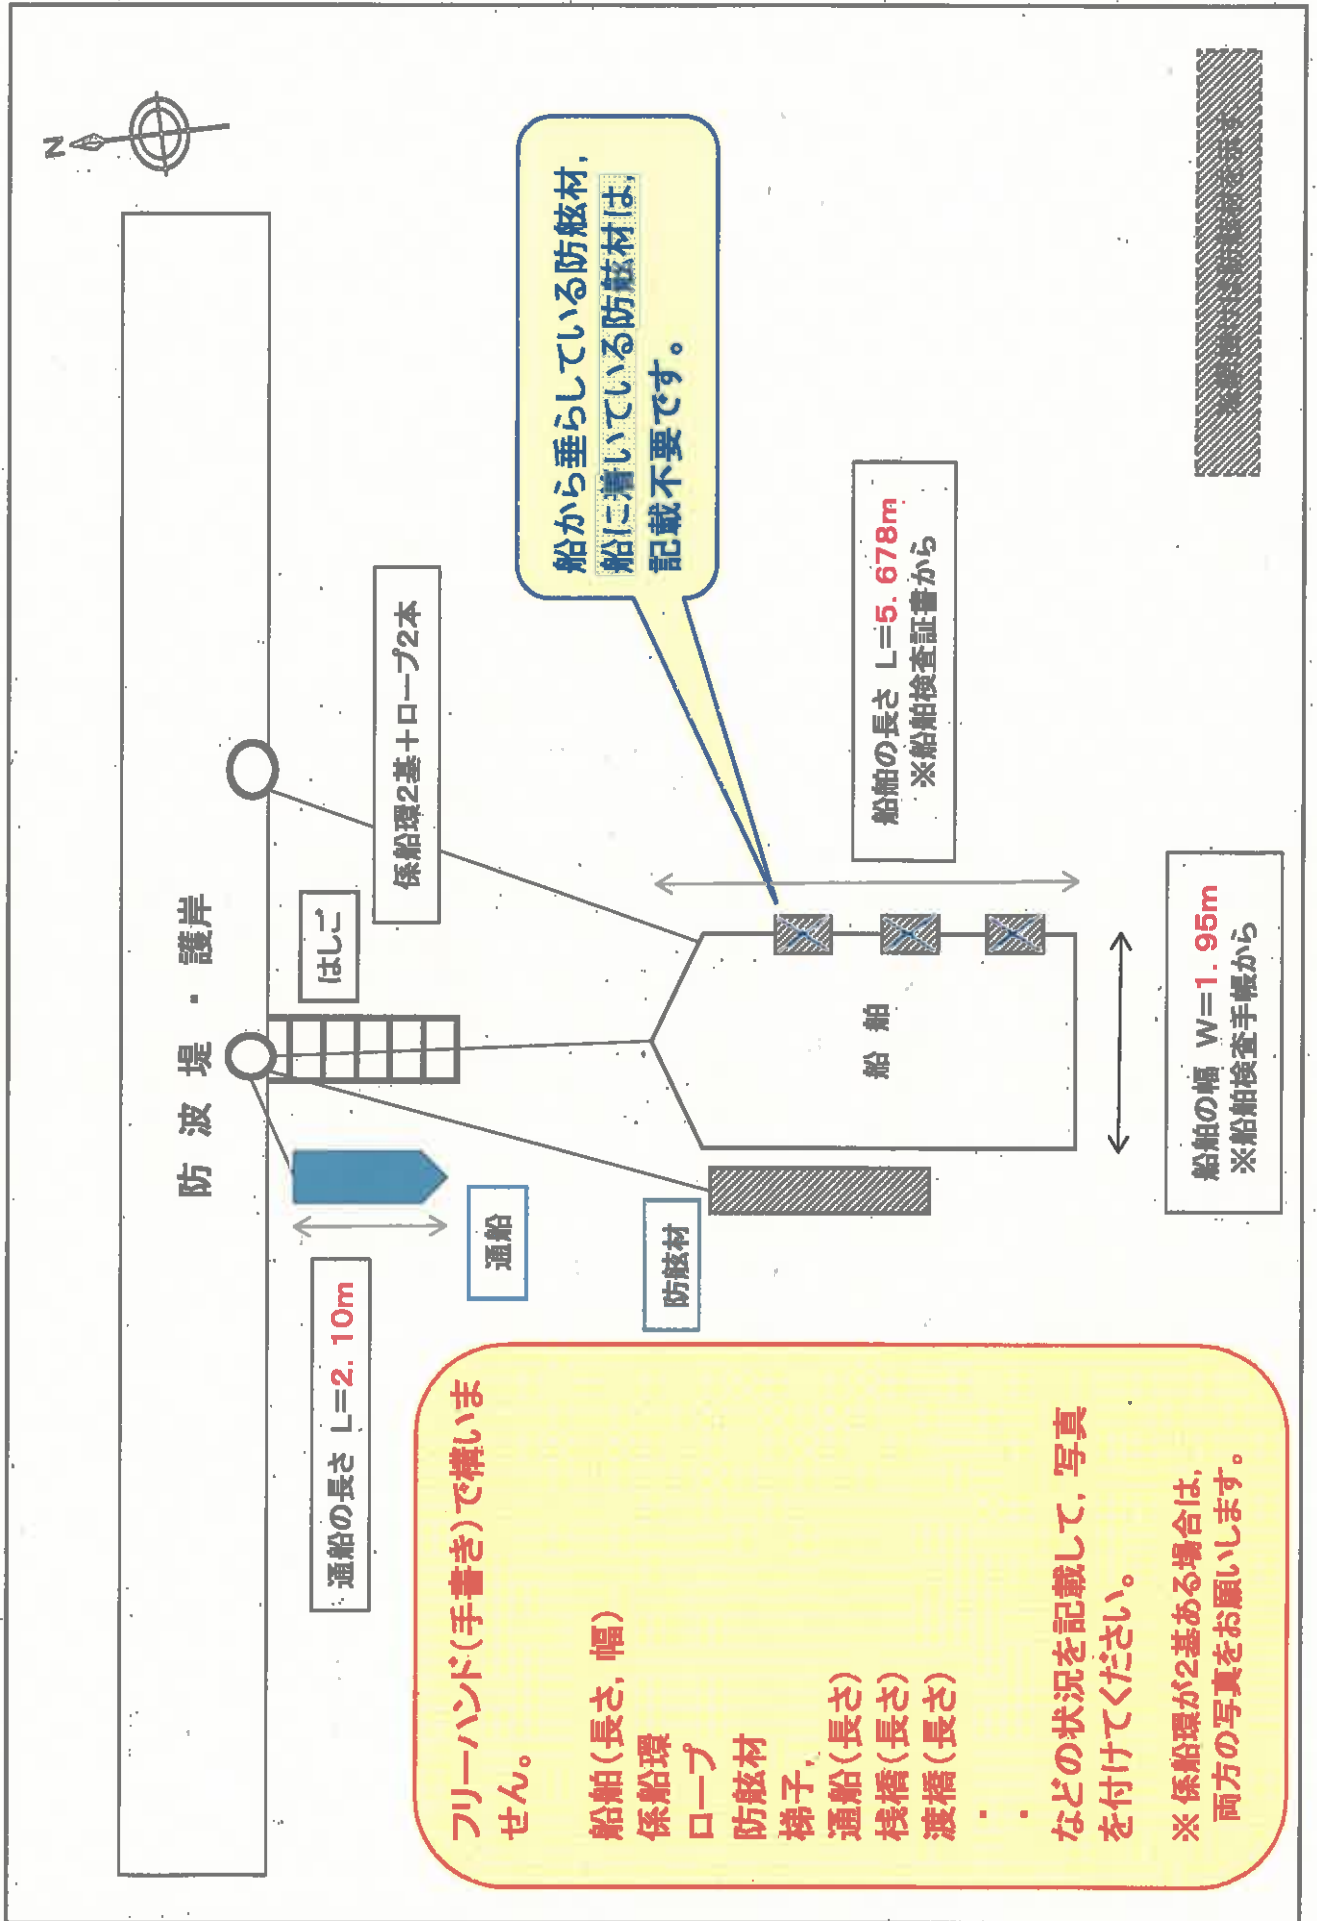 N
防 波 堤 ・ 護岸
はしご
係船環2基+ロープ2本
船から垂らしている防舷材,
船に着いている防舷材は,
記載不要です。
通船の長さ L=2. 10m
通船
防舷材
船 舶
船舶の長さ L=5. 678m
※船舶検査証書から
船舶の幅 W=1. 95m
※船舶検査手帳から
フリーハンド(手書き)で構いま
せん。
船舶(長さ, 幅)
係船環
ロープ
防舷材
梯子,
通船(長さ)
桟橋(長さ)
渡橋(長さ)
・
・
などの状況を記載して, 写真
を付けてください。
※ 係船環が2基ある場合は,
両方の写真をお願いします。